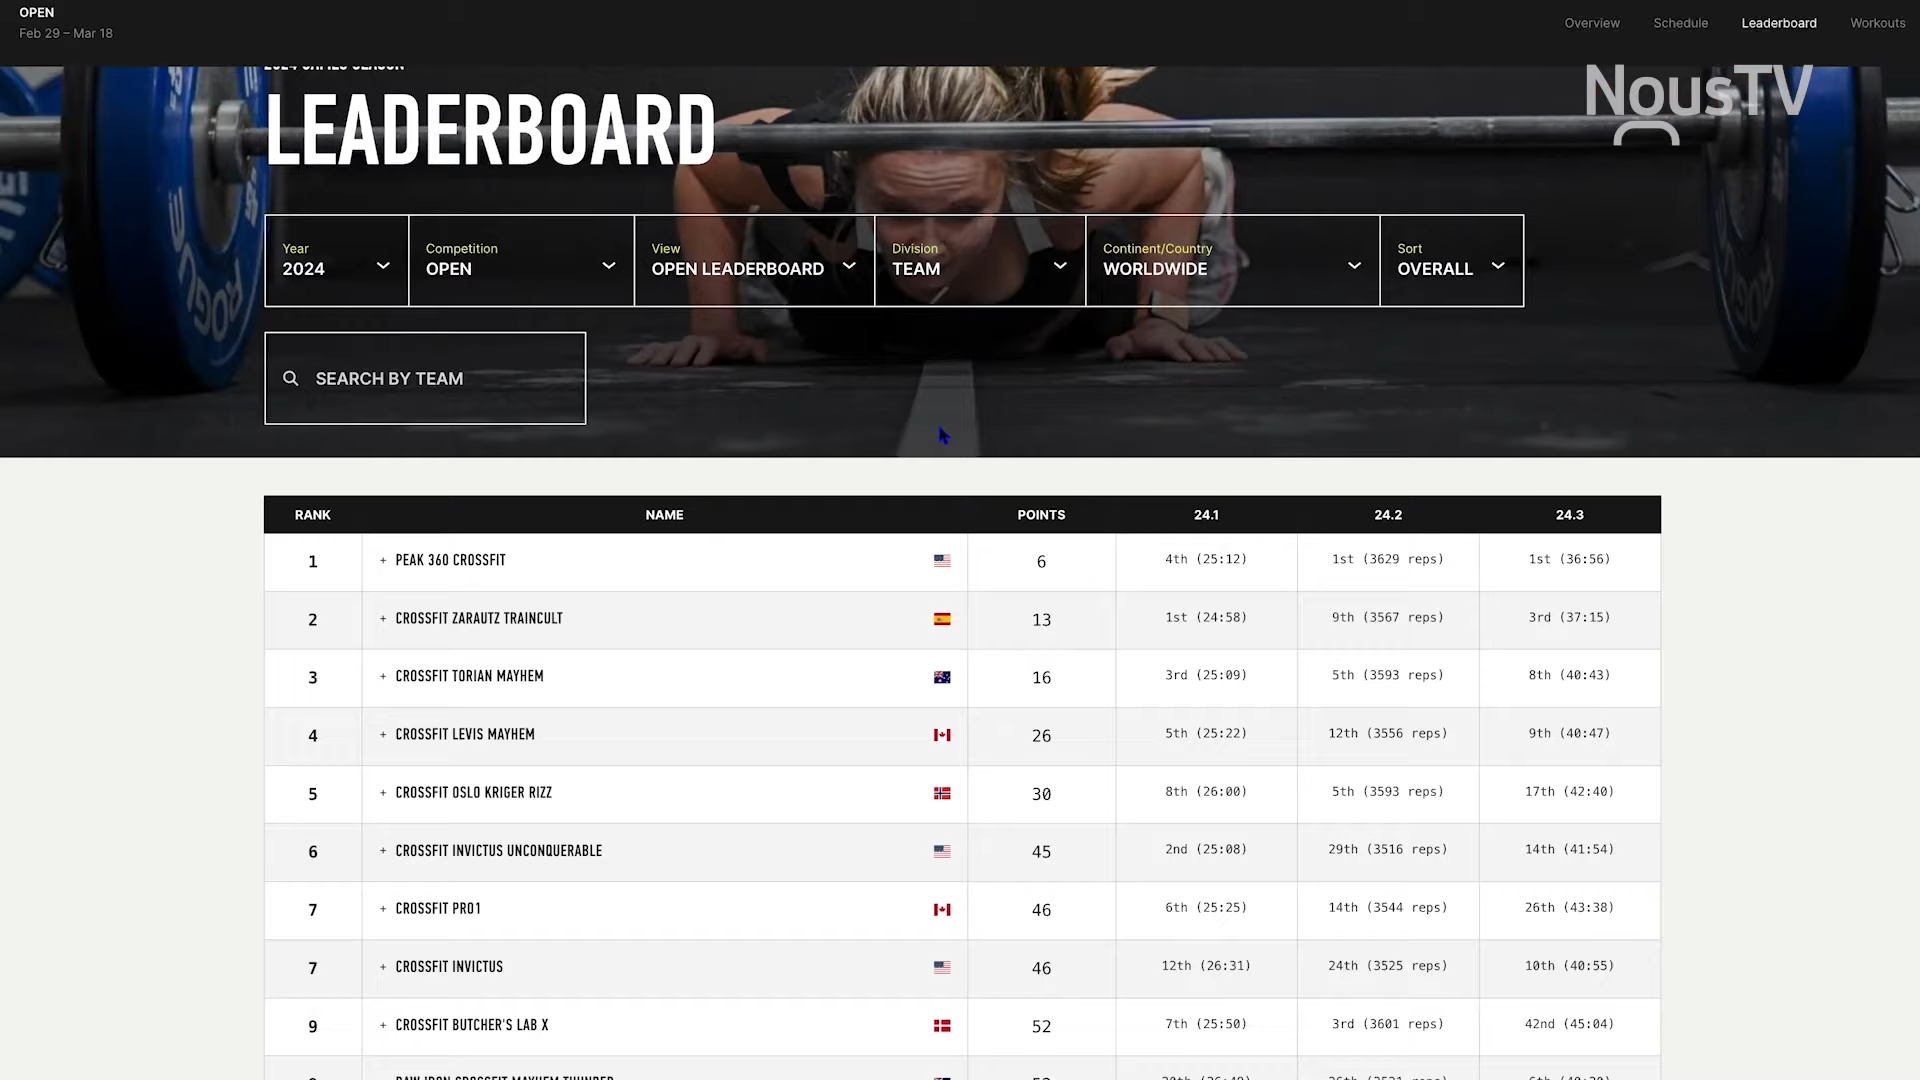 OPEN
Feb 29 – Mar 18
Overview Schedule Leaderboard Workouts
2024 GAMES SEASON
NousTV
LEADERBOARD
Year Competition View Division Continent/Country Sort
2024 OPEN OPEN LEADERBOARD TEAM WORLDWIDE OVERALL
SEARCH BY TEAM
ROGUE
RANK NAME POINTS 24.1 24.2 24.3
1 + PEAK 360 CROSSFIT 6 4th (25:12) 1st (3629 reps) 1st (36:56)
2 + CROSSFIT ZARAUTZ TRAINCULT 13 1st (24:58) 9th (3567 reps) 3rd (37:15)
3 + CROSSFIT TORIAN MAYHEM 16 3rd (25:09) 5th (3593 reps) 8th (40:43)
4 + CROSSFIT LEVIS MAYHEM 26 5th (25:22) 12th (3556 reps) 9th (40:47)
5 + CROSSFIT OSLO KRIGER RIZZ 30 8th (26:00) 5th (3593 reps) 17th (42:40)
6 + CROSSFIT INVICTUS UNCONQUERABLE 45 2nd (25:08) 29th (3516 reps) 14th (41:54)
7 + CROSSFIT PRO1 46 6th (25:25) 14th (3544 reps) 26th (43:38)
7 + CROSSFIT INVICTUS 46 12th (26:31) 24th (3525 reps) 10th (40:55)
9 + CROSSFIT BUTCHER'S LAB X 52 7th (25:50) 3rd (3601 reps) 42nd (45:04)